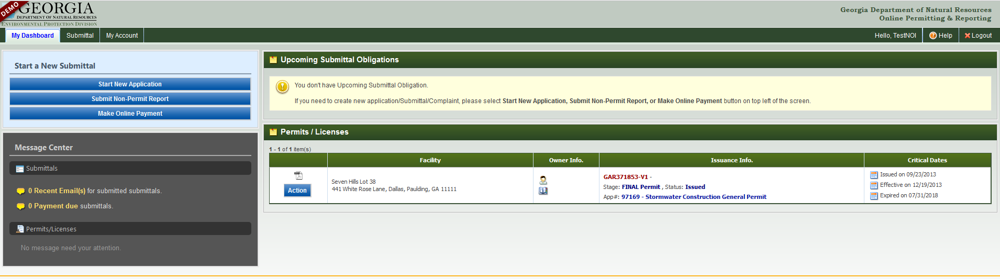 DEMO
GEORGIA
DEPARTMENT OF NATURAL RESOURCES
ENVIRONMENTAL PROTECTION DIVISION
Georgia Department of Natural Resources
Online Permitting & Reporting
My Dashboard Submittal My Account Hello, TestNOI Help Logout
Start a New Submittal
Start New Application
Submit Non-Permit Report
Make Online Payment
Message Center
Submittals
0 Recent Email(s) for submitted submittals.
0 Payment due submittals.
Permits/Licenses
No message need your attention.
Upcoming Submittal Obligations
You don't have Upcoming Submittal Obligation.
If you need to create new application/Submittal/Complaint, please select Start New Application, Submit Non-Permit Report, or Make Online Payment button on top left of the screen.
Permits / Licenses
1 - 1 of 1 item(s)
Facility Owner Info. Issuance Info. Critical Dates
Action
Seven Hills Lot 38
441 White Rose Lane, Dallas, Paulding, GA 11111
GAR371853-V1 -
Stage: FINAL Permit , Status: Issued
App#: 97169 - Stormwater Construction General Permit
Issued on 09/23/2013
Effective on 12/19/2013
Expired on 07/31/2018